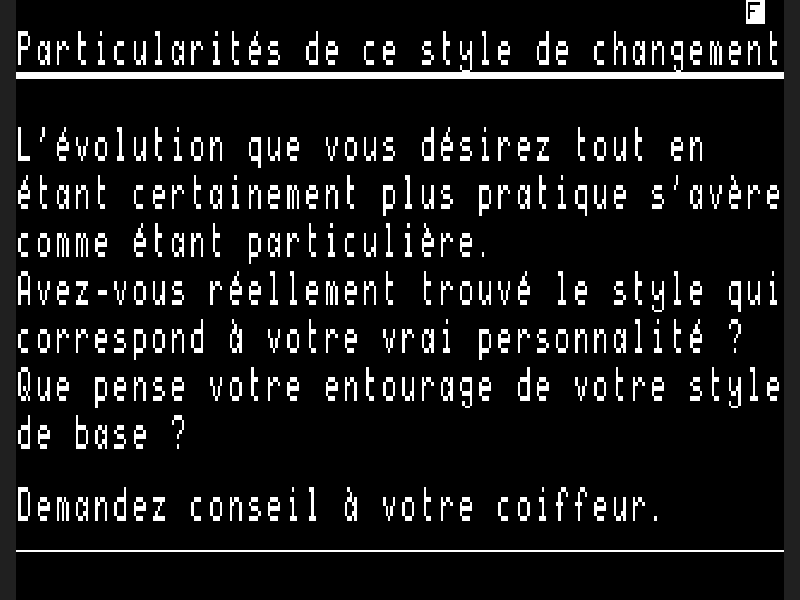 F
Particularités de ce style de changement
L'évolution que vous désirez tout en
étant certainement plus pratique s'avère
comme étant particulière.
Avez-vous réellement trouvé le style qui
correspond à votre vrai personnalité ?
Que pense votre entourage de votre style
de base ?
Demandez conseil à votre coiffeur.